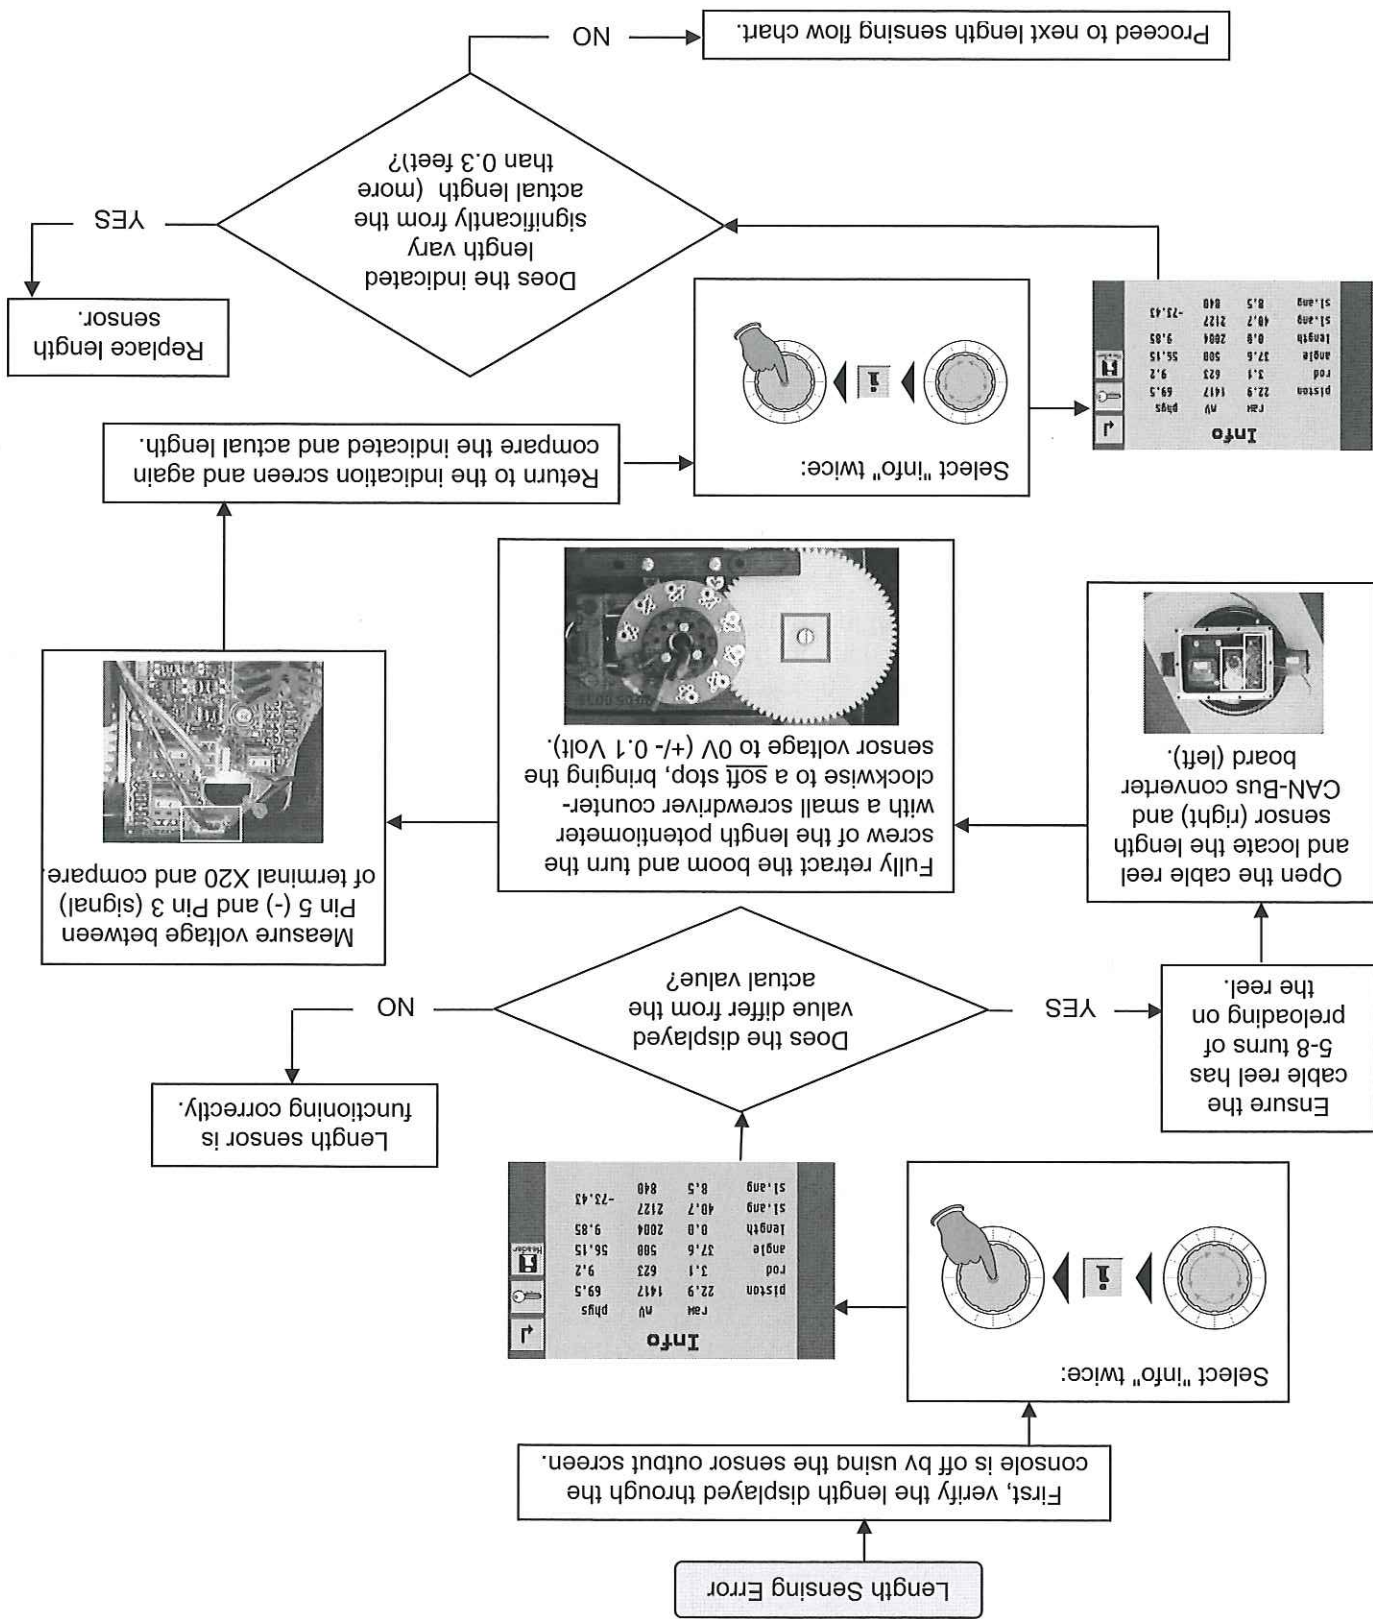 Length Sensing Error
First, verify the length displayed through the
console is off by using the sensor output screen.
Select "info" twice:
i
Info
raw mV phys
piston 22.9 1417 69.5
rod 3.1 623 9.2
angle 37.6 500 56.15
length 0.0 2004 9.85
sl.ang 40.7 2127
sl.ang 8.5 840 -73.43
Header
Does the displayed
value differ from the
actual value?
NO
Length sensor is
functioning correctly.
YES
Ensure the
cable reel has
5-8 turns of
preloading on
the reel.
Open the cable reel
and locate the length
sensor (right) and
CAN-Bus converter
board (left).
Fully retract the boom and turn the
screw of the length potentiometer
with a small screwdriver counter-
clockwise to a soft stop, bringing the
sensor voltage to 0V (+/- 0.1 Volt).
Measure voltage between
Pin 5 (-) and Pin 3 (signal)
of terminal X20 and compare.
Return to the indication screen and again
compare the indicated and actual length.
Select "info" twice:
i
Info
raw mV phys
piston 22.9 1417 69.5
rod 3.1 623 9.2
angle 37.6 500 56.15
length 0.0 2004 9.85
sl.ang 40.7 2127
sl.ang 8.5 840 -73.43
Does the indicated
length vary
significantly from the
actual length (more
than 0.3 feet)?
YES
Replace length
sensor.
NO
Proceed to next length sensing flow chart.